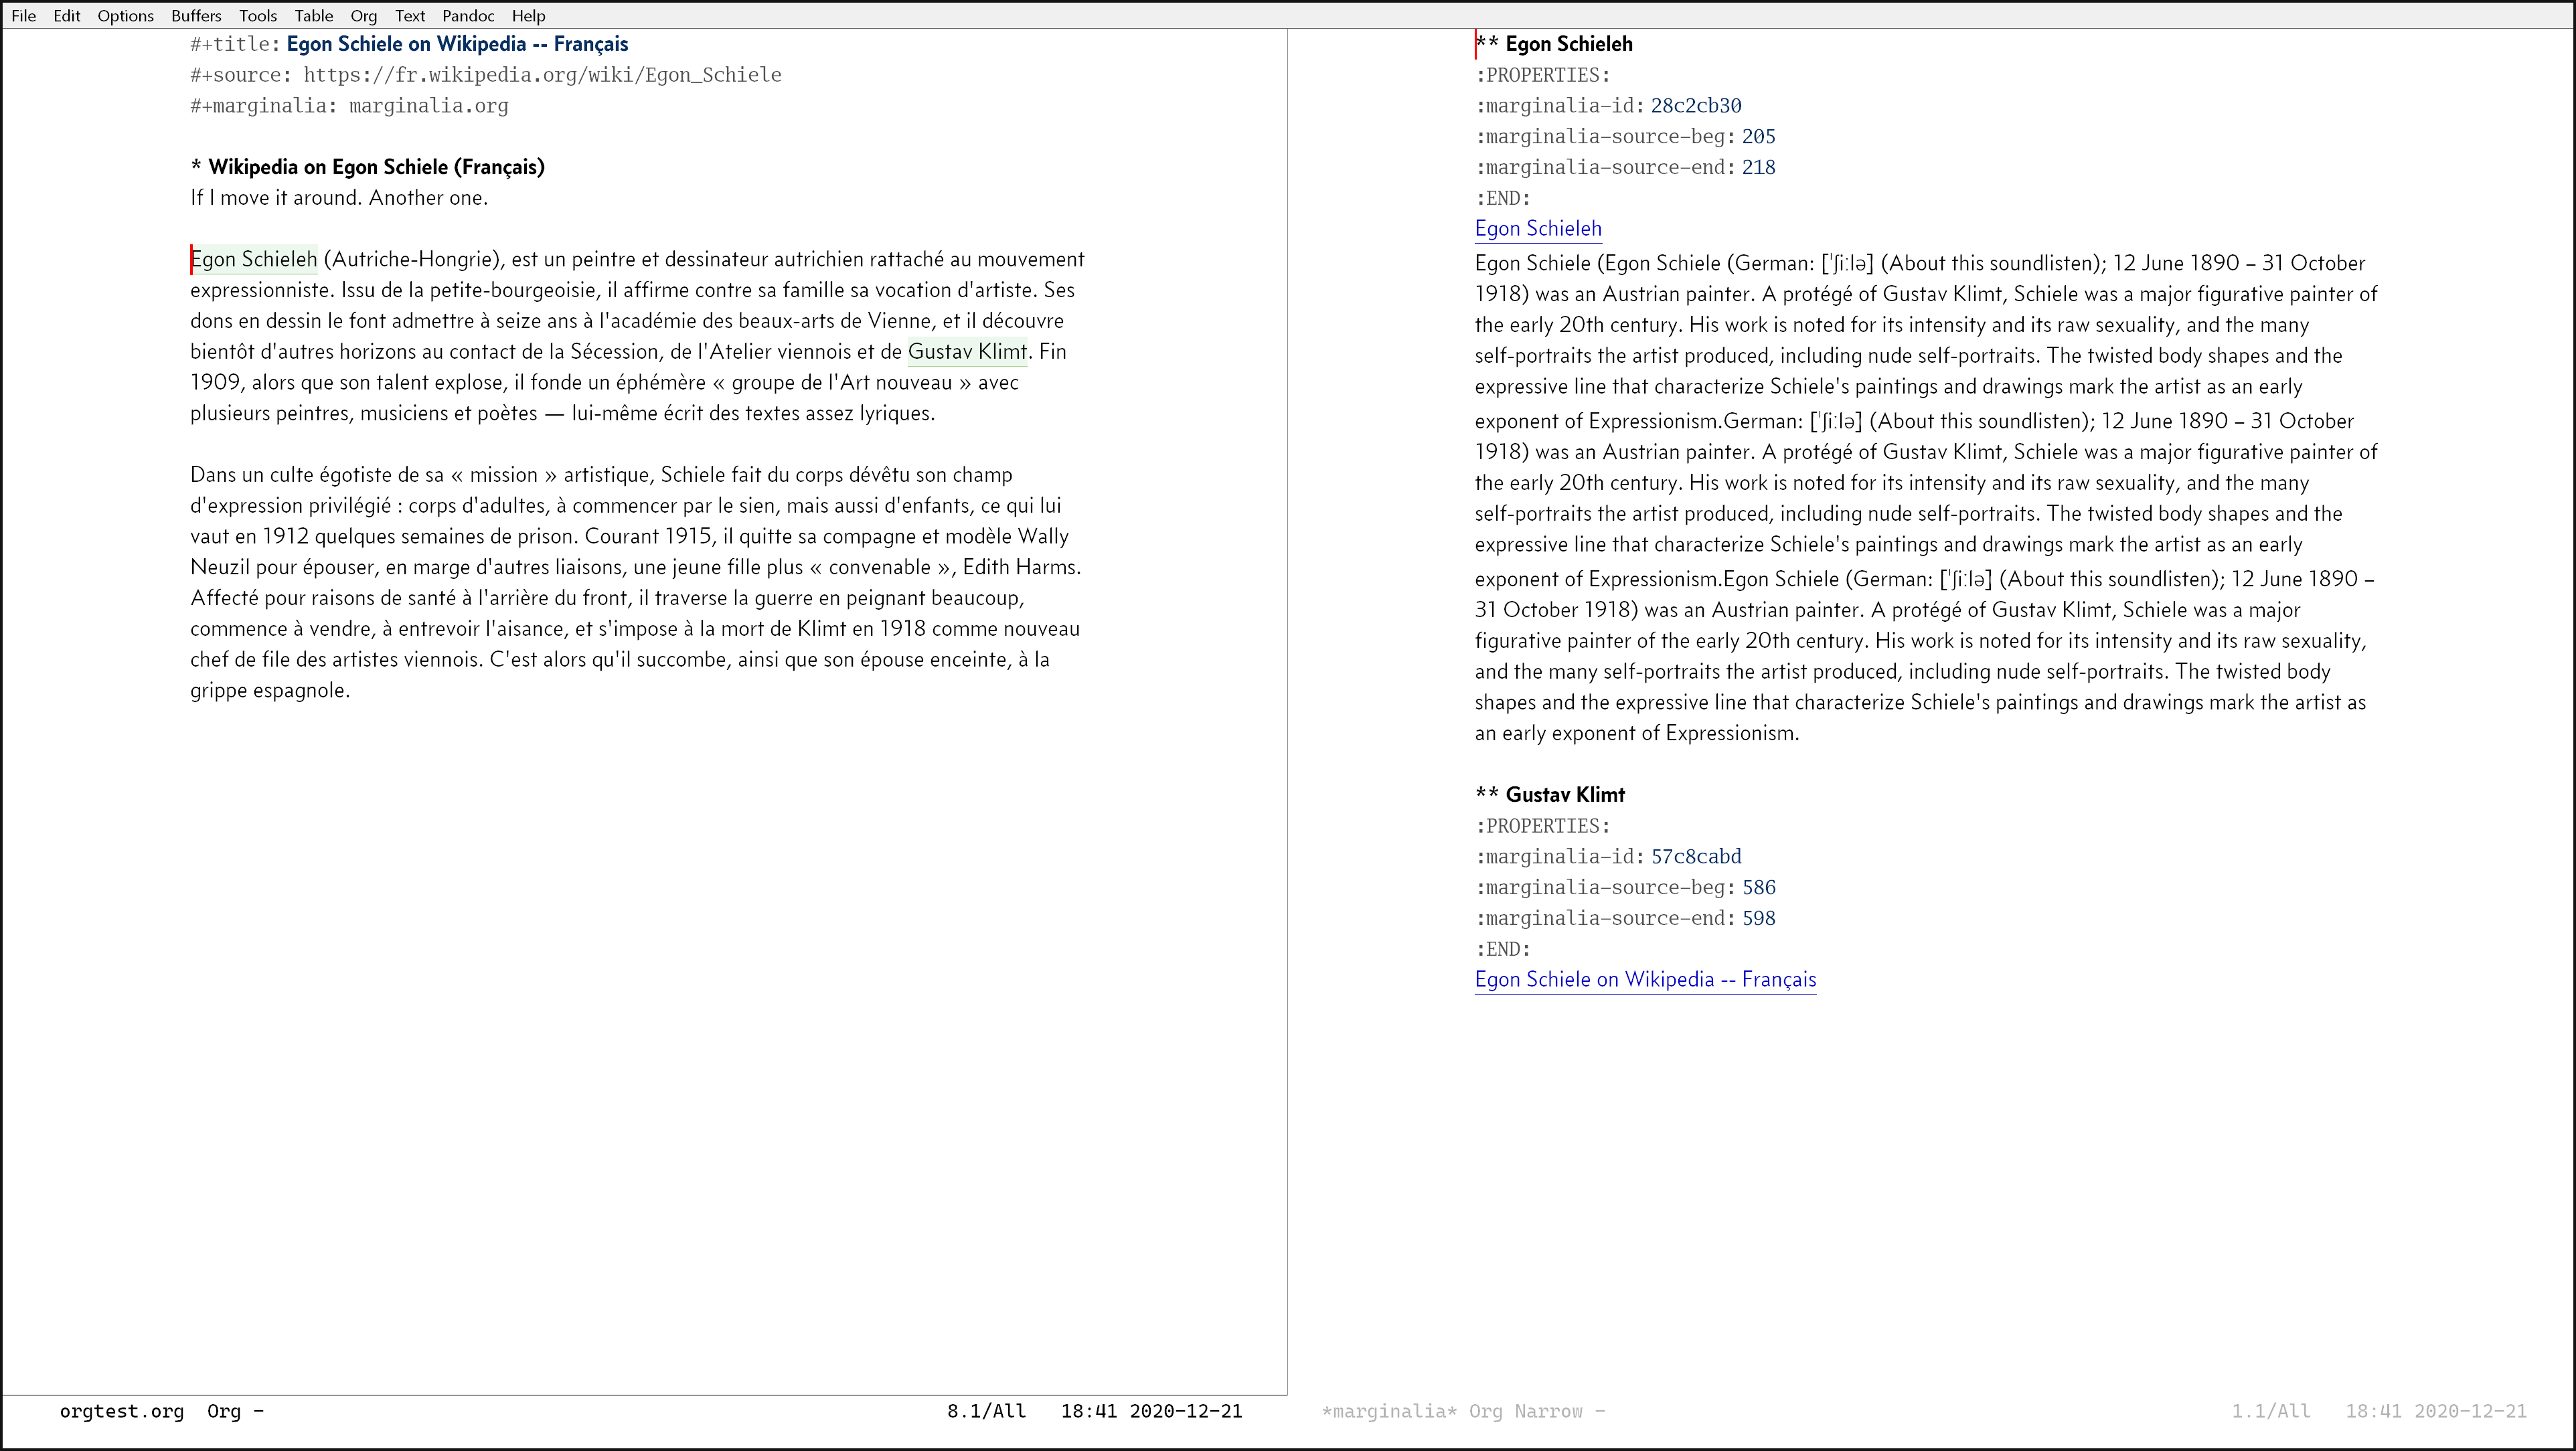 File Edit Options Buffers Tools Table Org Text Pandoc Help
#+title: Egon Schiele on Wikipedia -- Français
#+source: https://fr.wikipedia.org/wiki/Egon_Schiele
#+marginalia: marginalia.org
* Wikipedia on Egon Schiele (Français)
If I move it around. Another one.
Egon Schieleh (Autriche-Hongrie), est un peintre et dessinateur autrichien rattaché au mouvement
expressionniste. Issu de la petite-bourgeoisie, il affirme contre sa famille sa vocation d'artiste. Ses
dons en dessin le font admettre à seize ans à l'académie des beaux-arts de Vienne, et il découvre
bientôt d'autres horizons au contact de la Sécession, de l'Atelier viennois et de Gustav Klimt. Fin
1909, alors que son talent explose, il fonde un éphémère « groupe de l'Art nouveau » avec
plusieurs peintres, musiciens et poètes — lui-même écrit des textes assez lyriques.
Dans un culte égotiste de sa « mission » artistique, Schiele fait du corps dévêtu son champ
d'expression privilégié : corps d'adultes, à commencer par le sien, mais aussi d'enfants, ce qui lui
vaut en 1912 quelques semaines de prison. Courant 1915, il quitte sa compagne et modèle Wally
Neuzil pour épouser, en marge d'autres liaisons, une jeune fille plus « convenable », Edith Harms.
Affecté pour raisons de santé à l'arrière du front, il traverse la guerre en peignant beaucoup,
commence à vendre, à entrevoir l'aisance, et s'impose à la mort de Klimt en 1918 comme nouveau
chef de file des artistes viennois. C'est alors qu'il succombe, ainsi que son épouse enceinte, à la
grippe espagnole.
orgtest.org Org - 8.1/All 18:41 2020-12-21
** Egon Schieleh
:PROPERTIES:
:marginalia-id: 28c2cb30
:marginalia-source-beg: 205
:marginalia-source-end: 218
:END:
Egon Schieleh
Egon Schiele (Egon Schiele (German: [ˈʃiːlə] (About this soundlisten); 12 June 1890 – 31 October
1918) was an Austrian painter. A protégé of Gustav Klimt, Schiele was a major figurative painter of
the early 20th century. His work is noted for its intensity and its raw sexuality, and the many
self-portraits the artist produced, including nude self-portraits. The twisted body shapes and the
expressive line that characterize Schiele's paintings and drawings mark the artist as an early
exponent of Expressionism.German: [ˈʃiːlə] (About this soundlisten); 12 June 1890 – 31 October
1918) was an Austrian painter. A protégé of Gustav Klimt, Schiele was a major figurative painter of
the early 20th century. His work is noted for its intensity and its raw sexuality, and the many
self-portraits the artist produced, including nude self-portraits. The twisted body shapes and the
expressive line that characterize Schiele's paintings and drawings mark the artist as an early
exponent of Expressionism.Egon Schiele (German: [ˈʃiːlə] (About this soundlisten); 12 June 1890 –
31 October 1918) was an Austrian painter. A protégé of Gustav Klimt, Schiele was a major
figurative painter of the early 20th century. His work is noted for its intensity and its raw sexuality,
and the many self-portraits the artist produced, including nude self-portraits. The twisted body
shapes and the expressive line that characterize Schiele's paintings and drawings mark the artist as
an early exponent of Expressionism.
** Gustav Klimt
:PROPERTIES:
:marginalia-id: 57c8cabd
:marginalia-source-beg: 586
:marginalia-source-end: 598
:END:
Egon Schiele on Wikipedia -- Français
*marginalia* Org Narrow - 1.1/All 18:41 2020-12-21